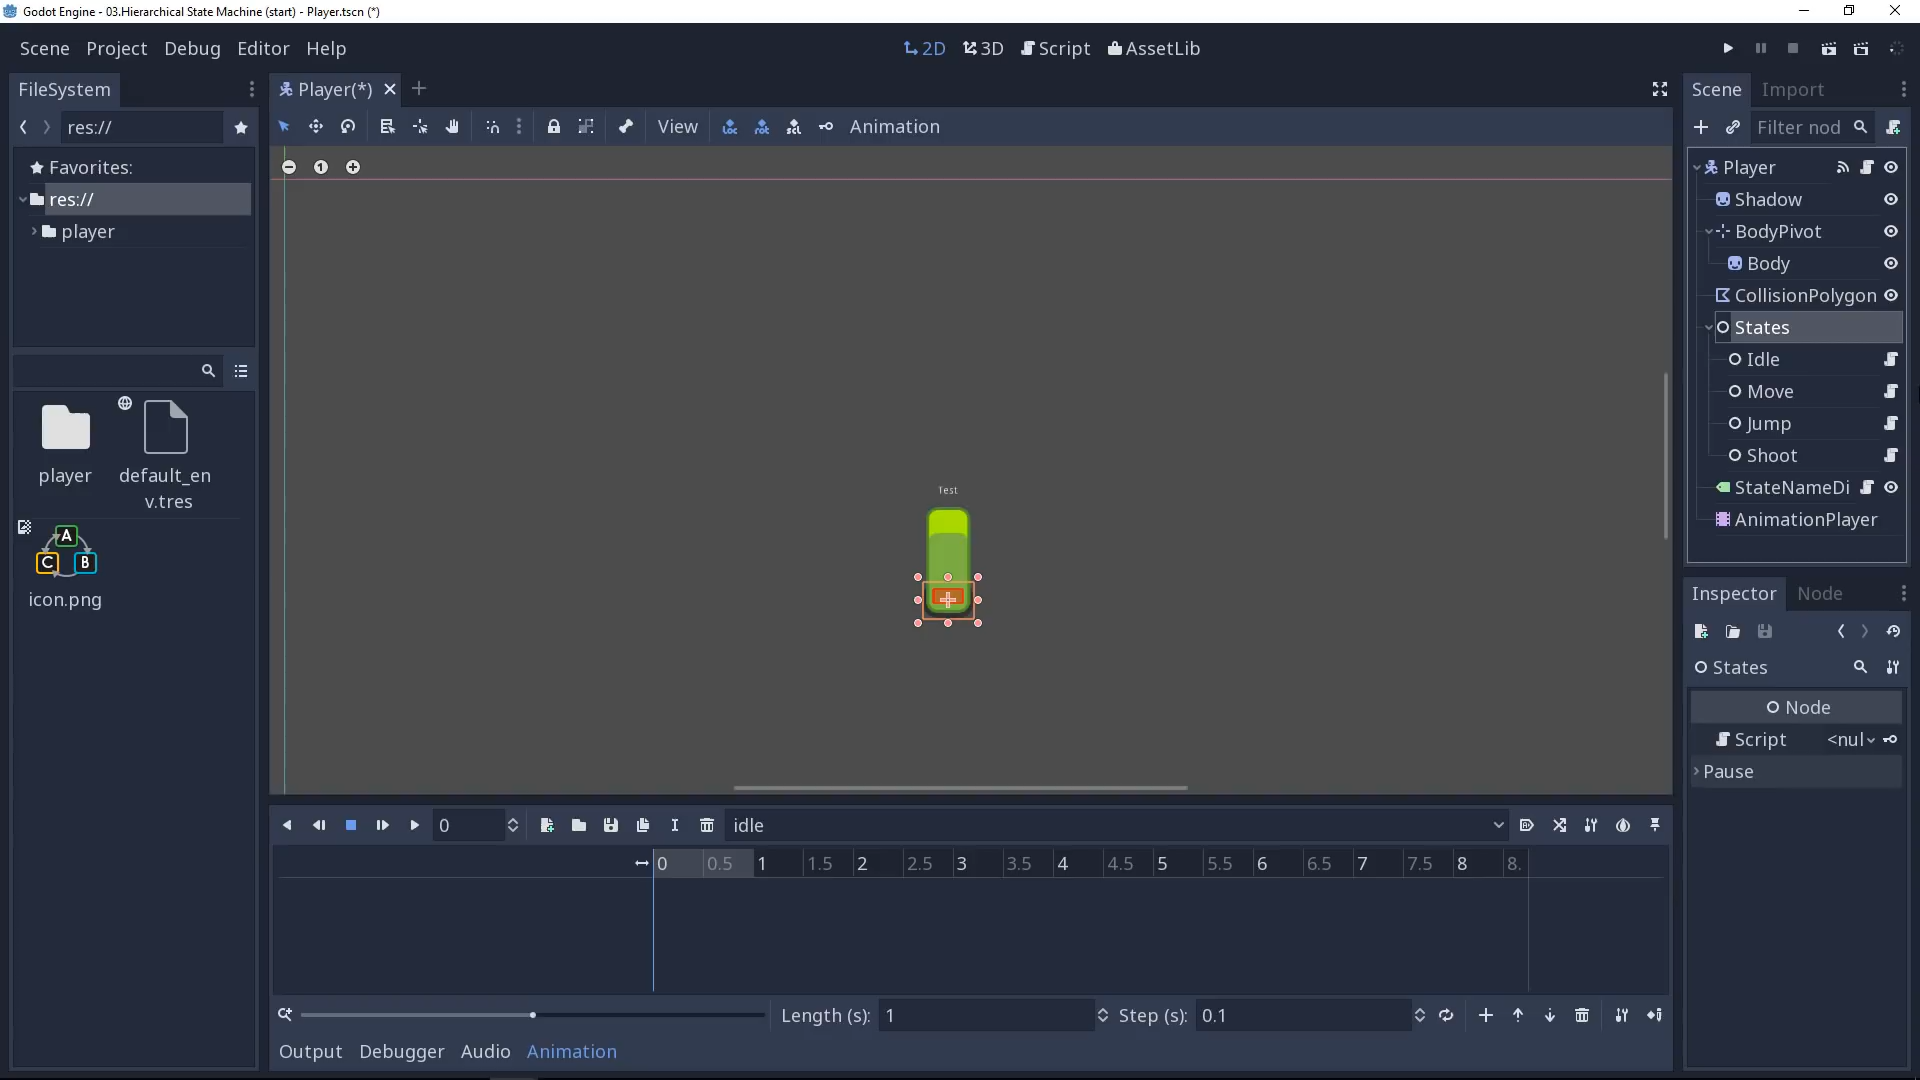 Godot Engine - 03.Hierarchical State Machine (start) - Player.tscn (*)
Scene Project Debug Editor Help
2D 3D Script AssetLib
FileSystem
res://
Favorites:
res://
player
player
default_en
v.tres
A
C B
icon.png
Player(*)
View
Animation
1
Test
0
idle
0 0.5 1 1.5 2 2.5 3 3.5 4 4.5 5 5.5 6 6.5 7 7.5 8 8.
Length (s): 1
Step (s): 0.1
Output Debugger Audio Animation
Scene Import
Filter nod
Player
Shadow
BodyPivot
Body
CollisionPolygon
States
Idle
Move
Jump
Shoot
StateNameDi
AnimationPlayer
Inspector Node
States
Node
Script <nul
Pause